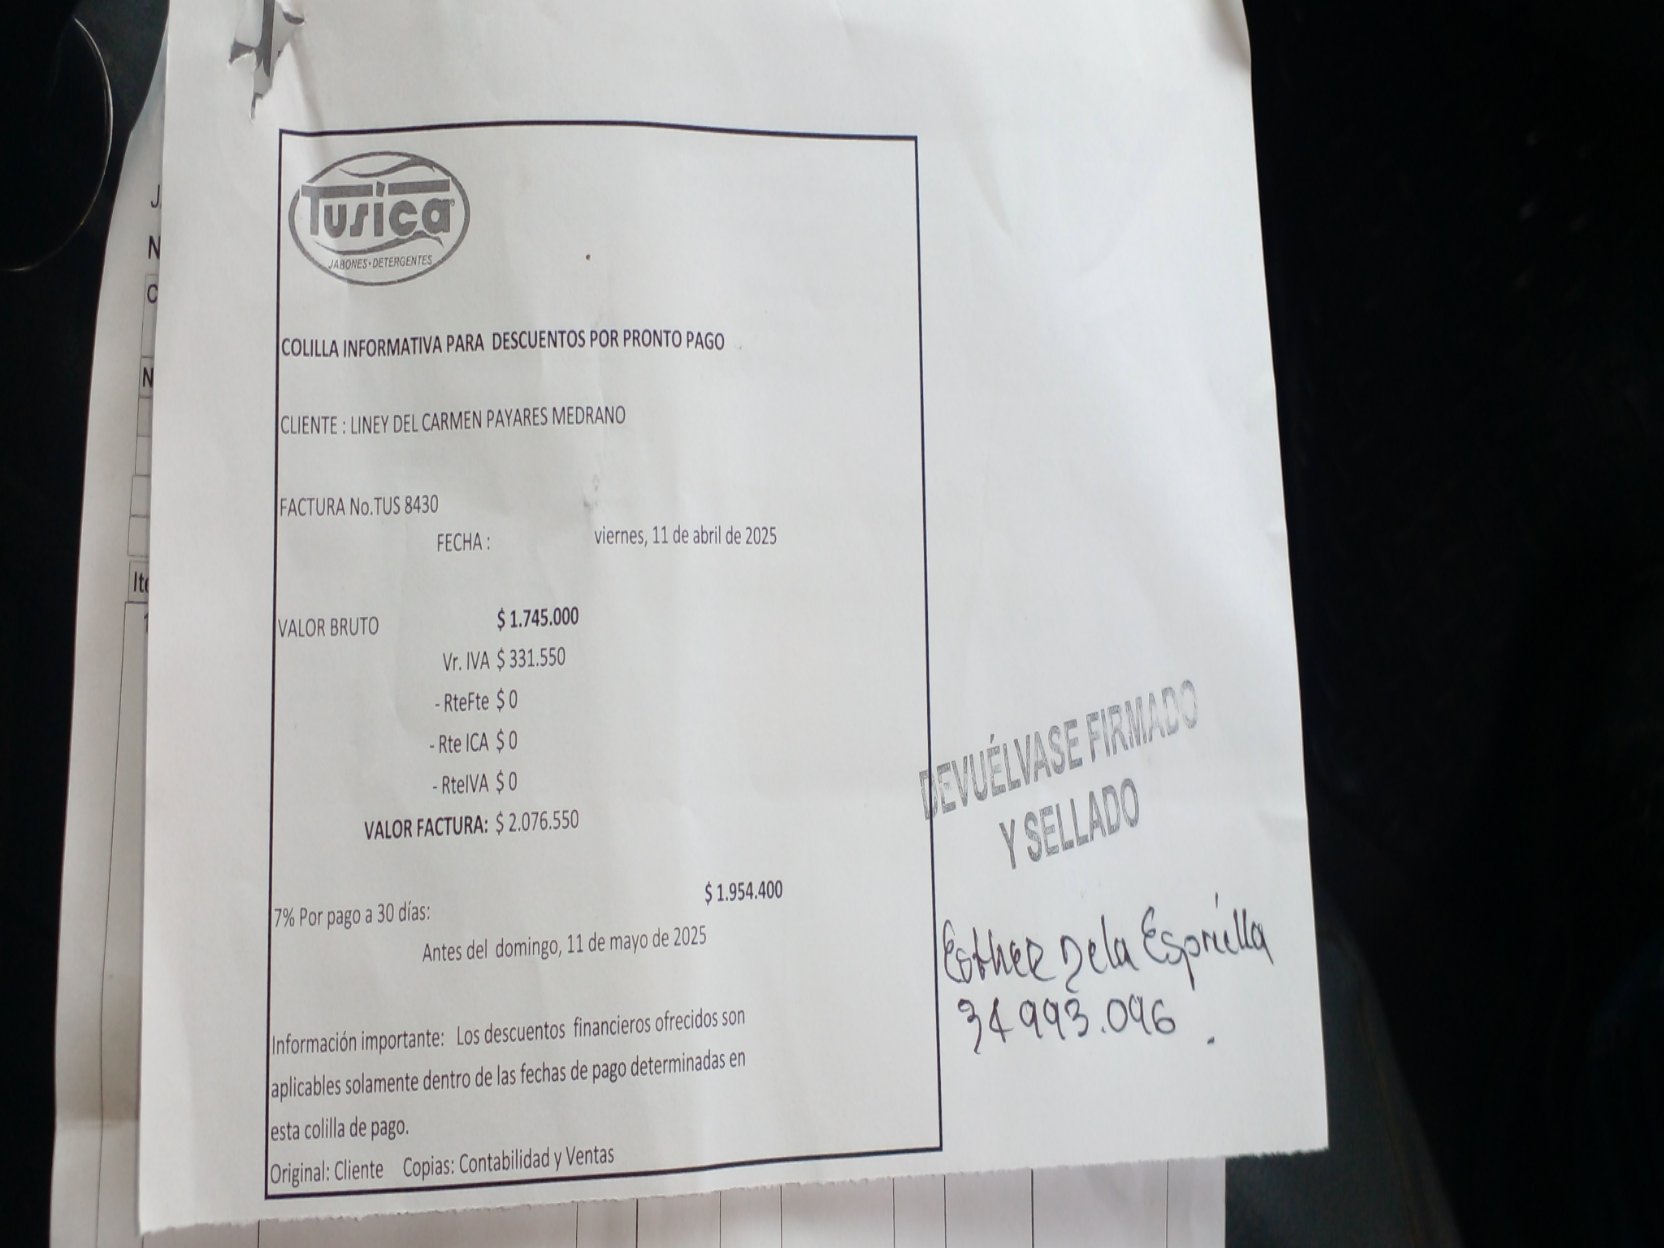 Tusica
JABONES • DETERGENTES
COLILLA INFORMATIVA PARA DESCUENTOS POR PRONTO PAGO
CLIENTE : LINEY DEL CARMEN PAYARES MEDRANO
FACTURA No.TUS 8430
FECHA : viernes, 11 de abril de 2025
VALOR BRUTO $ 1.745.000
Vr. IVA $ 331.550
- RteFte $ 0
- Rte ICA $ 0
- RteIVA $ 0
VALOR FACTURA: $ 2.076.550
7% Por pago a 30 días: $ 1.954.400
Antes del domingo, 11 de mayo de 2025
Información importante: Los descuentos financieros ofrecidos son
aplicables solamente dentro de las fechas de pago determinadas en
esta colilla de pago.
Original: Cliente Copias: Contabilidad y Ventas
DEVUÉLVASE FIRMADO
Y SELLADO
Esther Dela Espriella
34993.096